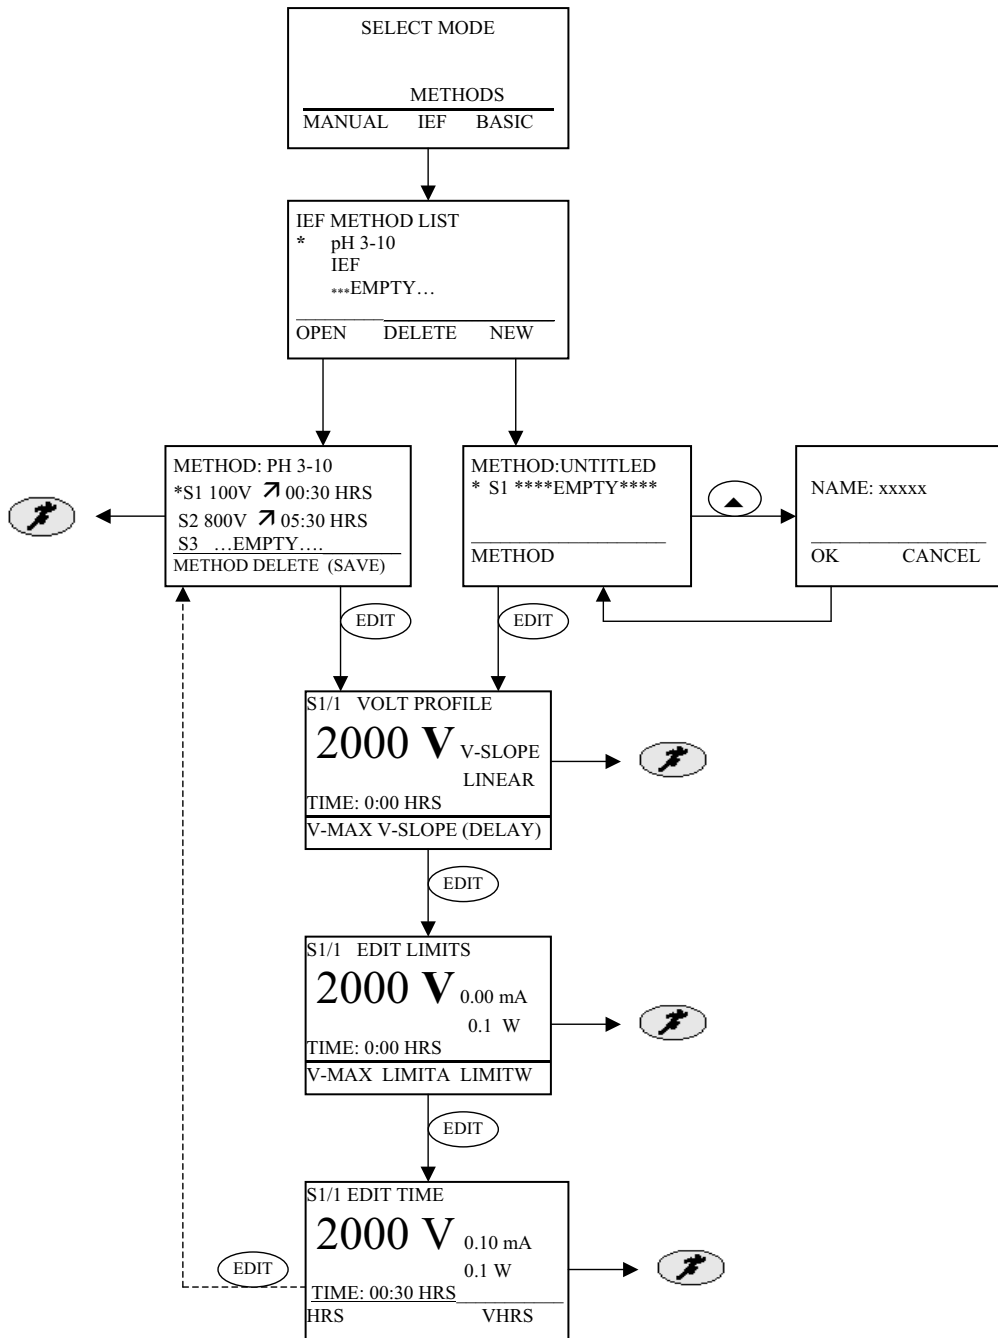 SELECT MODE
METHODS
MANUAL IEF BASIC
IEF METHOD LIST
* pH 3-10
IEF
***EMPTY…
OPEN DELETE NEW
METHOD: PH 3-10
*S1 100V ↗ 00:30 HRS
S2 800V ↗ 05:30 HRS
S3 …EMPTY….
METHOD DELETE (SAVE)
METHOD:UNTITLED
* S1 ****EMPTY****
METHOD
NAME: xxxxx
OK CANCEL
EDIT
EDIT
S1/1 VOLT PROFILE
2000 V V-SLOPE
LINEAR
TIME: 0:00 HRS
V-MAX V-SLOPE (DELAY)
EDIT
S1/1 EDIT LIMITS
2000 V 0.00 mA
0.1 W
TIME: 0:00 HRS
V-MAX LIMITA LIMITW
EDIT
S1/1 EDIT TIME
2000 V 0.10 mA
0.1 W
EDIT
TIME: 00:30 HRS
HRS VHRS